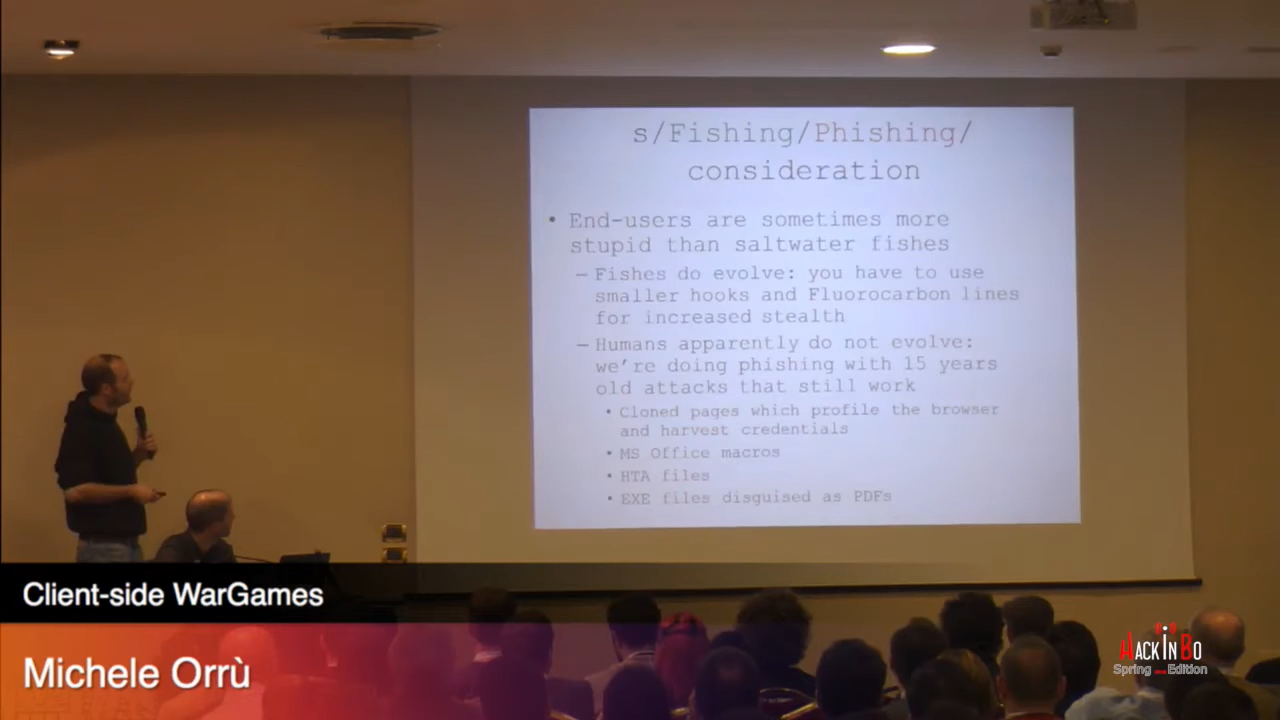 s/Fishing/Phishing/
consideration
• End-users are sometimes more
stupid than saltwater fishes
– Fishes do evolve: you have to use
smaller hooks and Fluorocarbon lines
for increased stealth
– Humans apparently do not evolve:
we're doing phishing with 15 years
old attacks that still work
• Cloned pages which profile the browser
and harvest credentials
• MS Office macros
• HTA files
• EXE files disguised as PDFs
Client-side WarGames
Michele Orrù
HackInBo
Spring Edition